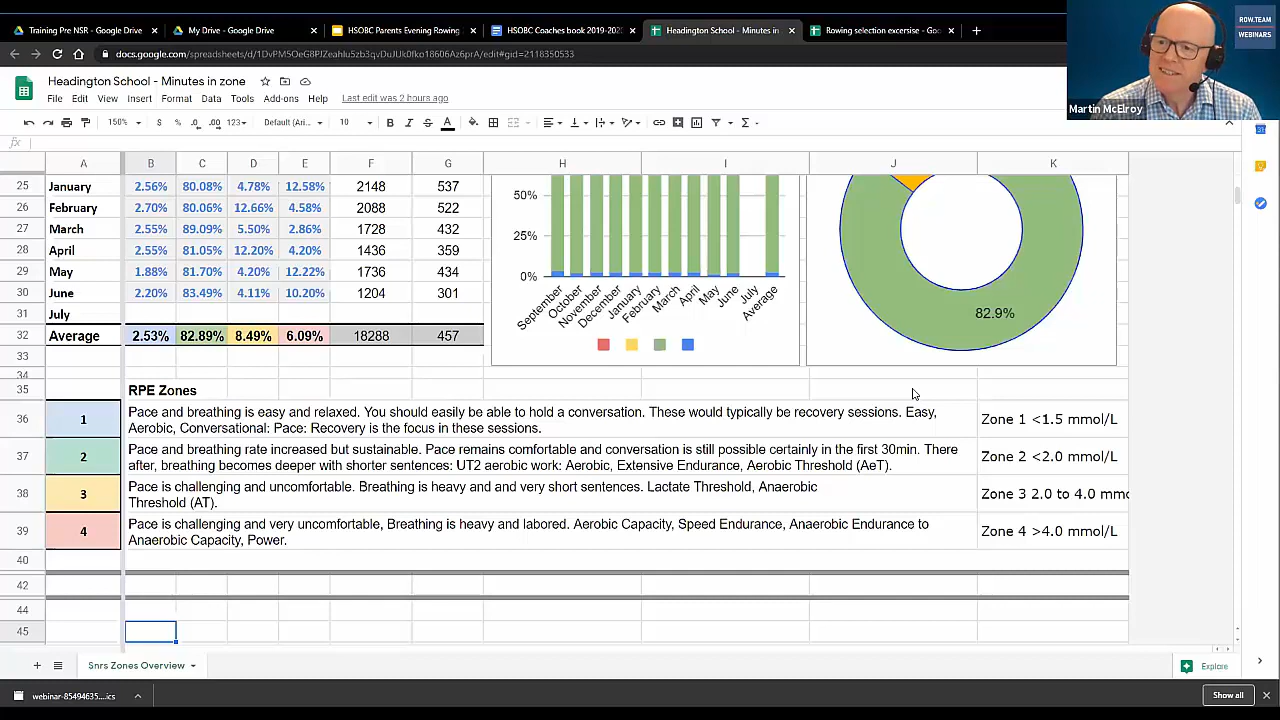 Training Pre NSR - Google Drive
My Drive - Google Drive
HSOBC Parents Evening Rowing
HSOBC Coaches book 2019-202
Headington School - Minutes in
Rowing selection excersise - Go
ROW.TEAM
WEBINARS
Martin McElroy
Headington School - Minutes in zone
File Edit View Insert Format Data Tools Add-ons Help Last edit was 2 hours ago
150% $ % .0 .00 123 Default (Ari... 10 B I S A
fx
A B C D E F G H I J K
25 January 2.56% 80.08% 4.78% 12.58% 2148 537
26 February 2.70% 80.06% 12.66% 4.58% 2088 522
27 March 2.55% 89.09% 5.50% 2.86% 1728 432
28 April 2.55% 81.05% 12.20% 4.20% 1436 359
29 May 1.88% 81.70% 4.20% 12.22% 1736 434
30 June 2.20% 83.49% 4.11% 10.20% 1204 301
31 July
32 Average 2.53% 82.89% 8.49% 6.09% 18288 457
50%
25%
0%
September October November December January February March April May June July Average
82.9%
33
34
35 RPE Zones
36 1 Pace and breathing is easy and relaxed. You should easily be able to hold a conversation. These would typically be recovery sessions. Easy,
Aerobic, Conversational: Pace: Recovery is the focus in these sessions.
Zone 1 <1.5 mmol/L
37 2 Pace and breathing rate increased but sustainable. Pace remains comfortable and conversation is still possible certainly in the first 30min. There
after, breathing becomes deeper with shorter sentences: UT2 aerobic work: Aerobic, Extensive Endurance, Aerobic Threshold (AeT).
Zone 2 <2.0 mmol/L
38 3 Pace is challenging and uncomfortable. Breathing is heavy and and very short sentences. Lactate Threshold, Anaerobic
Threshold (AT).
Zone 3 2.0 to 4.0 mmo
39 4 Pace is challenging and very uncomfortable, Breathing is heavy and labored. Aerobic Capacity, Speed Endurance, Anaerobic Endurance to
Anaerobic Capacity, Power.
Zone 4 >4.0 mmol/L
40
42
44
45
Snrs Zones Overview
Explore
webinar-85494635....ics
Show all